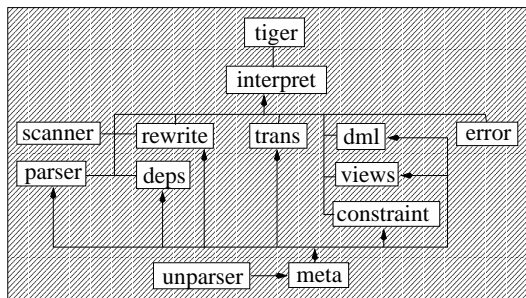 tiger
interpret
scanner rewrite trans dml error
parser deps views
constraint
unparser meta